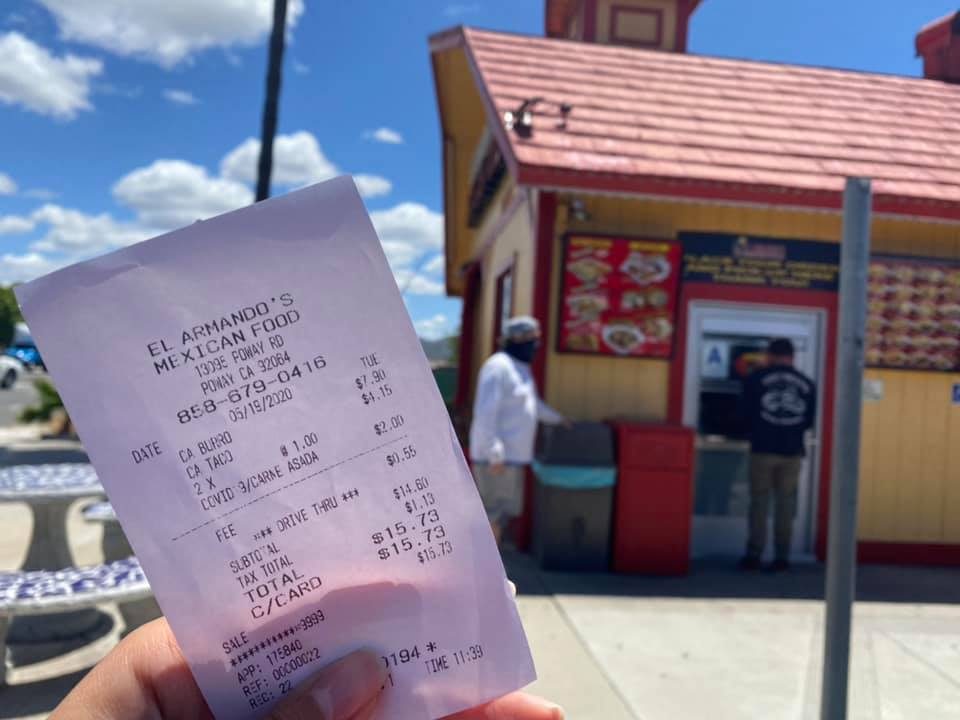 EL ARMANDO'S
MEXICAN FOOD
13095 POWAY RD
POWAY CA 92064
858-679-0416
DATE 05/19/2020 TUE
CA BURRO $7.90
CA TACO $4.15
2 X @ 1.00
COVID 9/CARNE ASADA $2.00
FEE $0.55
*** DRIVE THRU ***
SUBTOTAL $14.60
TAX TOTAL $1.13
TOTAL $15.73
C/CARD $15.73
SALE $15.73
***********9999
APP: 175840
REF: 00000022
REC: 22
0194 *
TIME 11:39
A